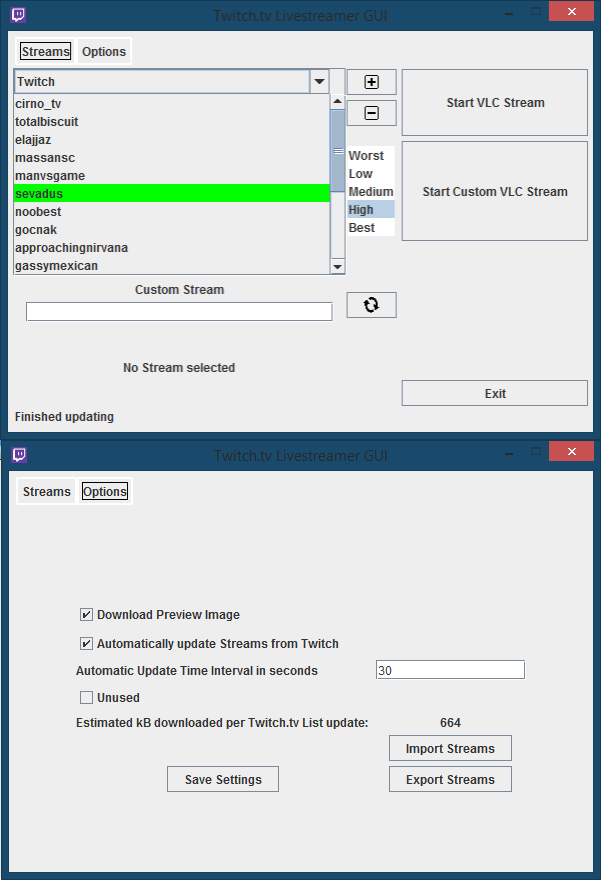 Twitch.tv Livestreamer GUI
Streams Options
Twitch
cirno_tv
totalbiscuit
elajjaz
massansc
manvsgame
sevadus
noobest
gocnak
approachingnirvana
gassymexican
Worst
Low
Medium
High
Best
Start VLC Stream
Start Custom VLC Stream
Custom Stream
No Stream selected
Exit
Finished updating
Twitch.tv Livestreamer GUI
Streams Options
Download Preview Image
Automatically update Streams from Twitch
Automatic Update Time Interval in seconds 30
Unused
Estimated kB downloaded per Twitch.tv List update: 664
Import Streams
Save Settings Export Streams